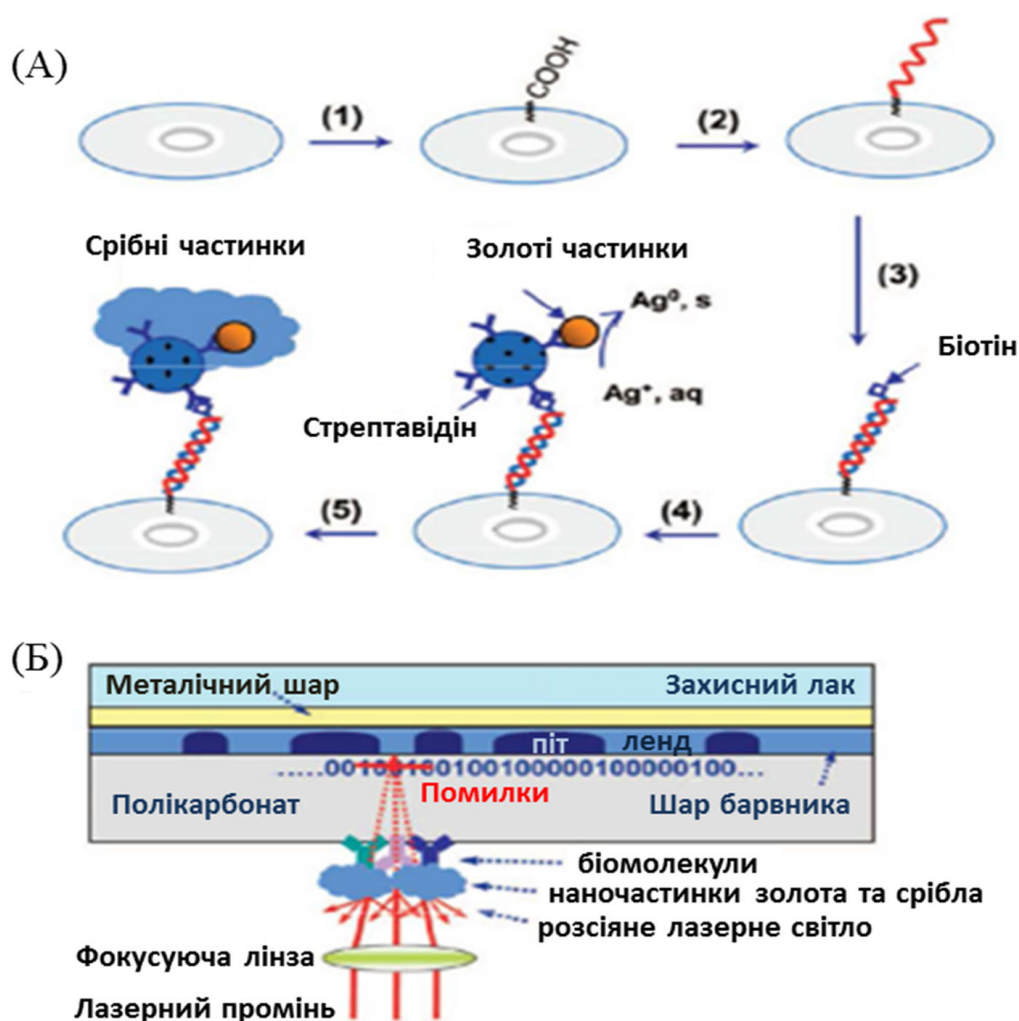 (А)
(1)
COOH
(2)
(3)
Срібні частинки
Золоті частинки
Ag⁰, s
Ag⁺, aq
Біотін
Стрептавідін
(5)
(4)
(Б)
Металічний шар
Захисний лак
піт
ленд
Полікарбонат
Помилки
Шар барвника
біомолекули
наночастинки золота та срібла
розсіяне лазерне світло
Фокусуюча лінза
Лазерний промінь